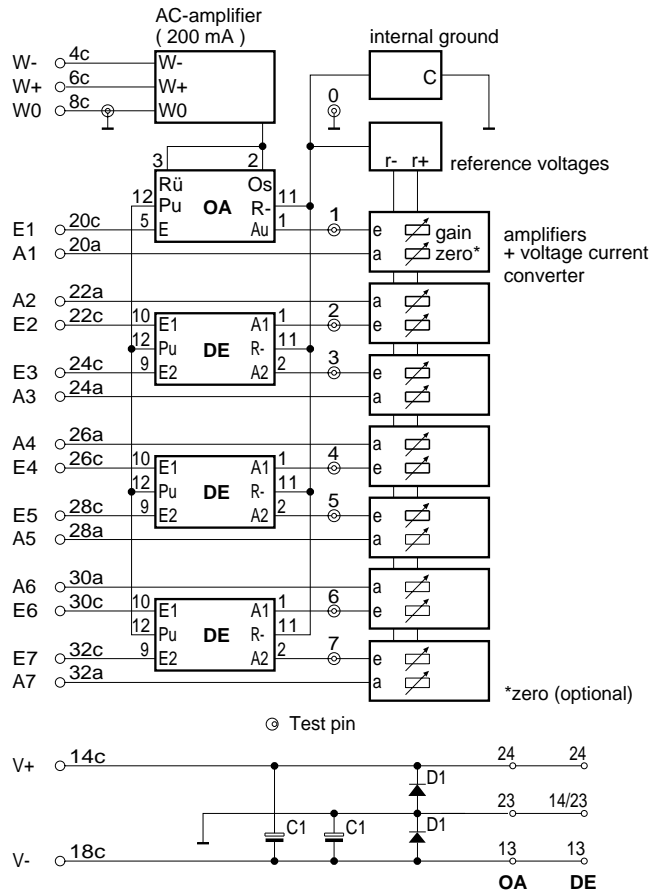 AC-amplifier
( 200 mA )
internal ground
W- 4c W-
W+ 6c W+
W0 8c W0
0
C
reference voltages
r- r+
3 2
Rü Os
12 Pu OA R- 11
E1 20c 5 E Au 1 1 e gain
A1 20a a zero*
amplifiers
+ voltage current
converter
A2 22a a
E2 22c 10 E1 A1 1 2 e
12 Pu DE R- 11
E3 24c 9 E2 A2 2 3 e
A3 24a a
A4 26a a
E4 26c 10 E1 A1 1 4 e
12 Pu DE R- 11
E5 28c 9 E2 A2 2 5 e
A5 28a a
A6 30a a
E6 30c 10 E1 A1 1 6 e
12 Pu DE R- 11
E7 32c 9 E2 A2 2 7 e
A7 32a a
*zero (optional)
Test pin
V+ 14c 24 24
D1
23 14/23
C1 C1 D1
V- 18c 13 13
OA DE